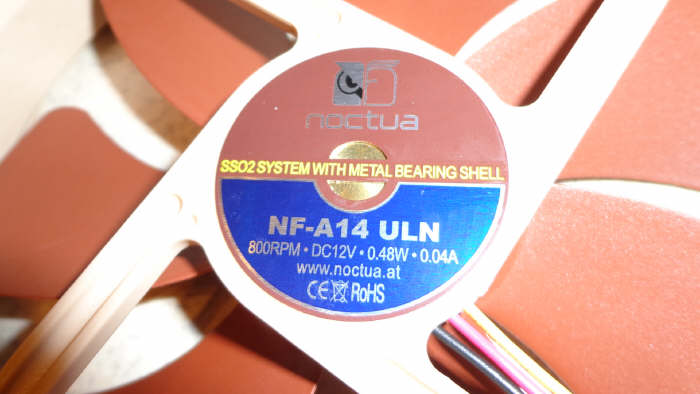 noctua
SSO2 SYSTEM WITH METAL BEARING SHELL
NF-A14 ULN
800RPM • DC12V • 0.48W • 0.04A
www.noctua.at
CE RoHS